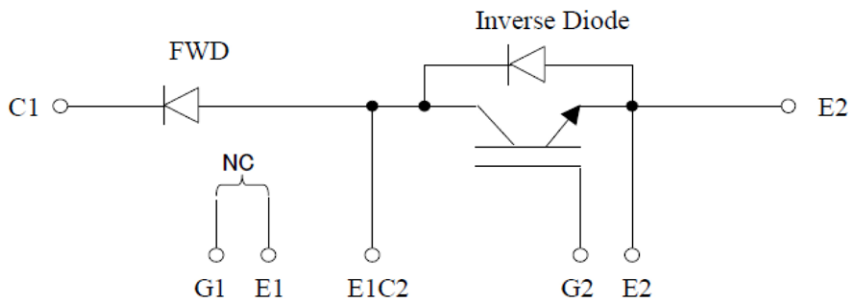 Inverse Diode
FWD
C1
E2
NC
G1 E1 E1C2 G2 E2